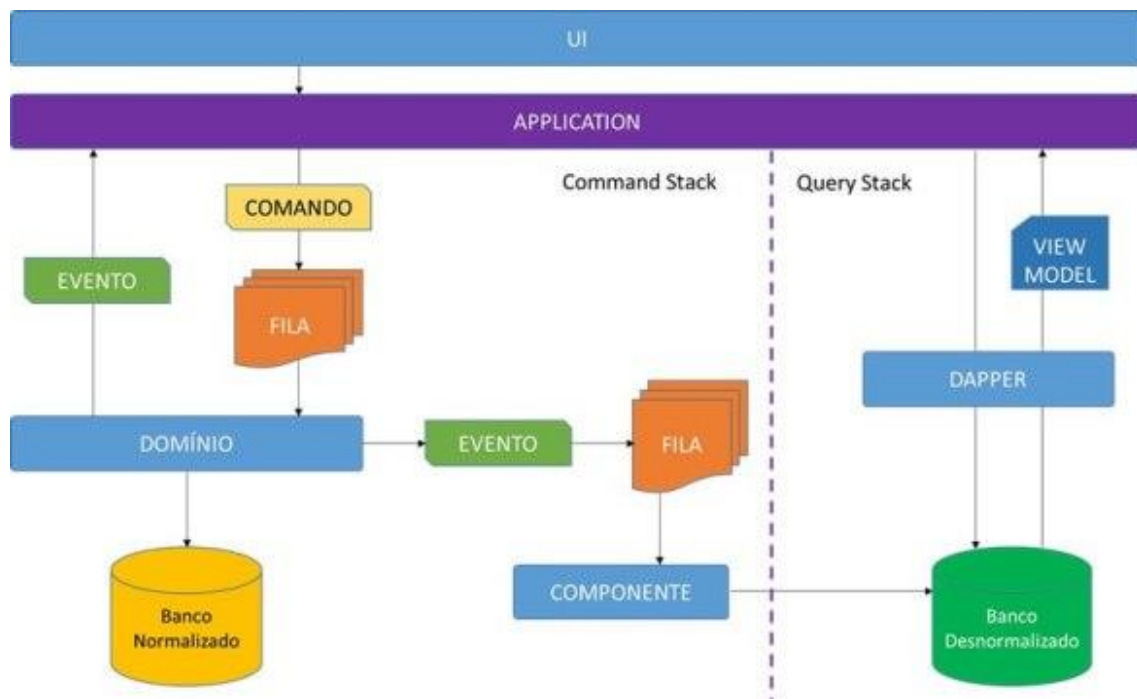 UI
APPLICATION
Command Stack
Query Stack
COMANDO
EVENTO
VIEW
MODEL
FILA
DAPPER
DOMÍNIO
EVENTO
FILA
COMPONENTE
Banco
Normalizado
Banco
Desnormalizado